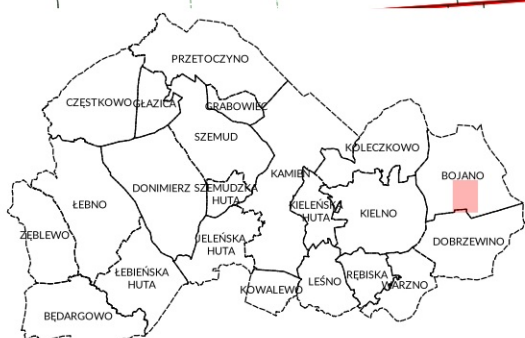 PRZETOCZYNO
CZĘSTKOWO
GŁAZICA
GRABOWIEC
SZEMUD
KOLECZKOWO
KAMIEŃ
BOJANO
DONIMIERZ
SZEMUDZKA
HUTA
ŁEBNO
KIELEŃSKA
HUTA
KIELNO
ZĘBLEWO
JELEŃSKA
HUTA
DOBRZEWINO
ŁEBIEŃSKA
HUTA
KOWALEWO
LEŚNO
RĘBISKA
WARZNO
BĘDARGOWO